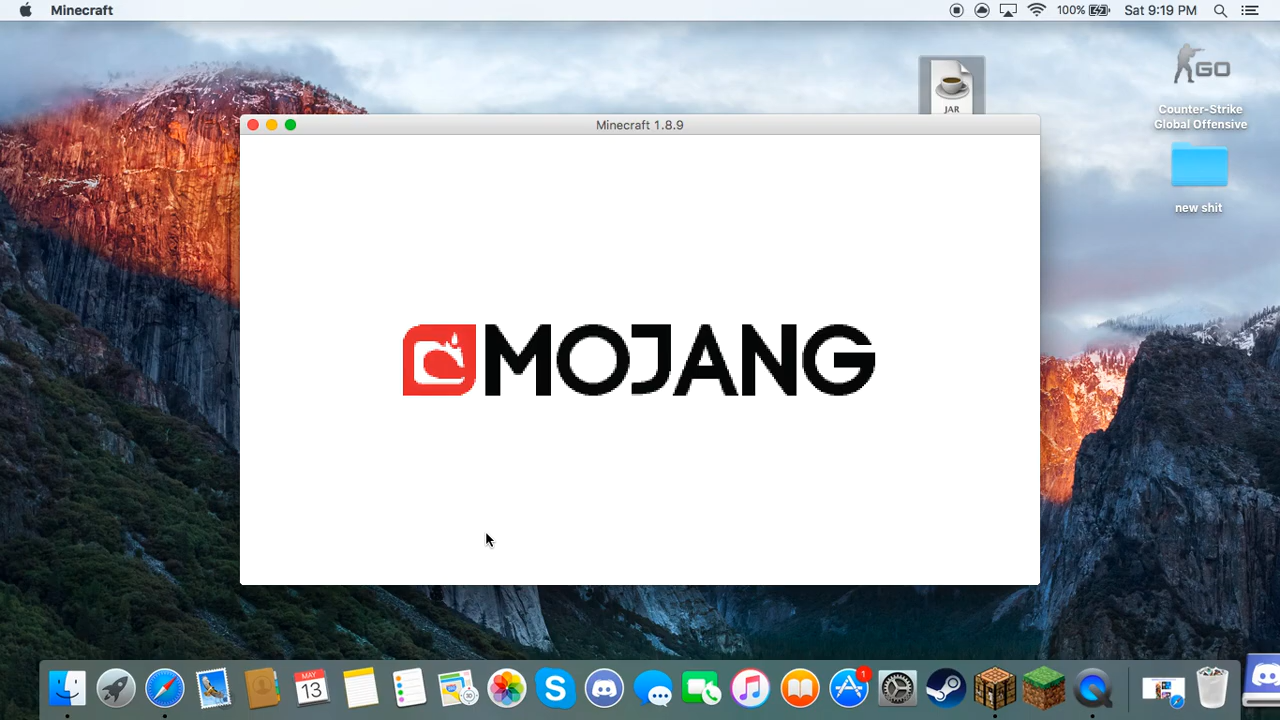 Minecraft
100%
Sat 9:19 PM
GO
JAR
Counter-Strike
Global Offensive
Minecraft 1.8.9
new shit
MOJANG
1
MAY
13
S